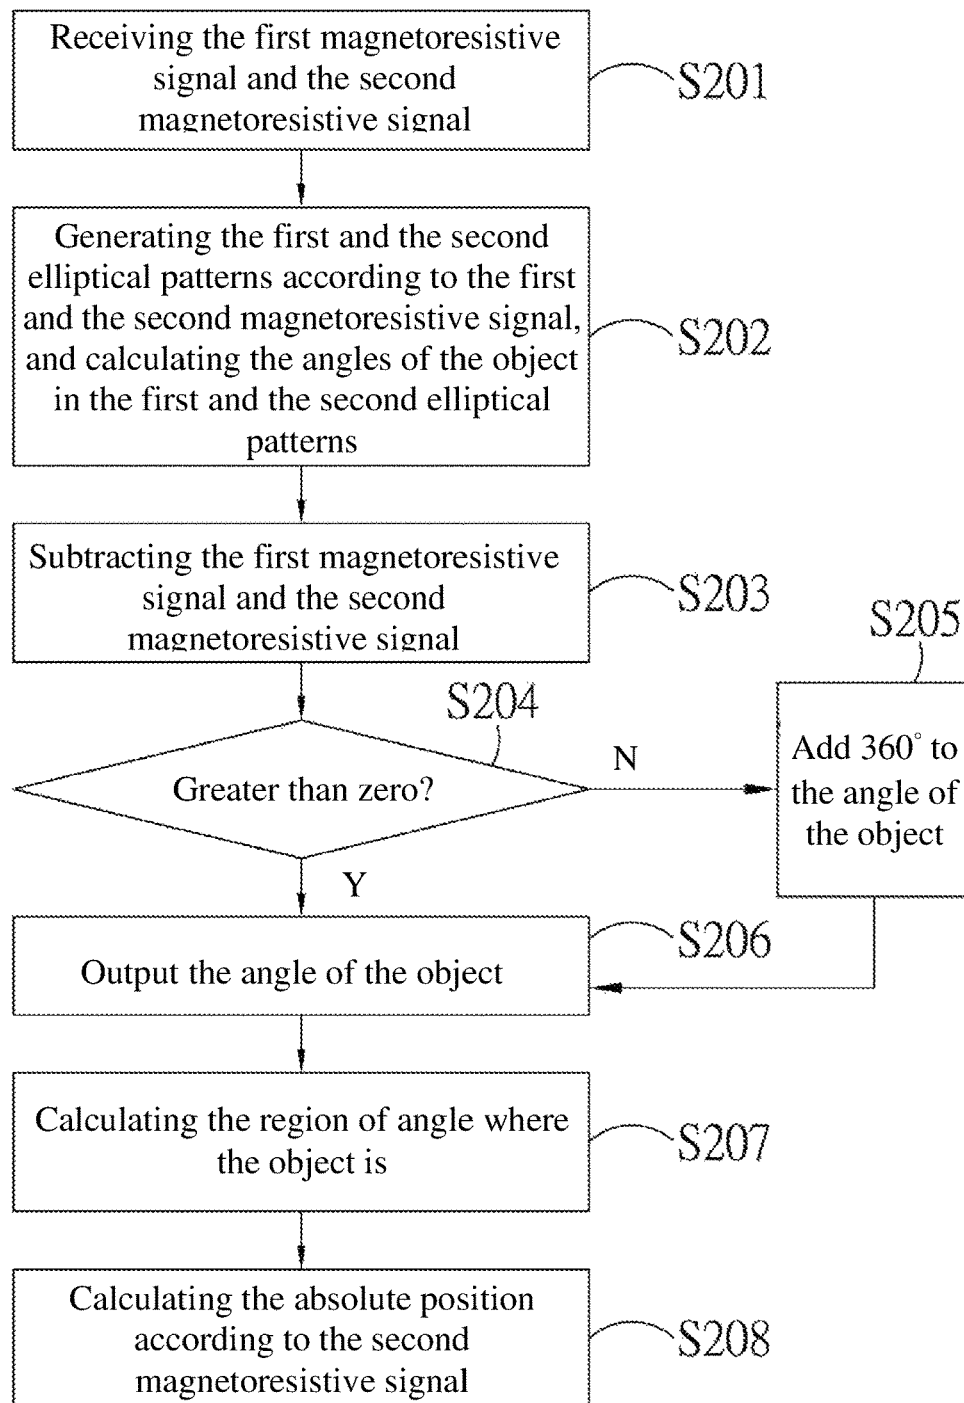 Receiving the first magnetoresistive
signal and the second
magnetoresistive signal
S201
Generating the first and the second
elliptical patterns according to the first
and the second magnetoresistive signal,
and calculating the angles of the object
in the first and the second elliptical
patterns
S202
Subtracting the first magnetoresistive
signal and the second
magnetoresistive signal
S203
S204
Greater than zero?
N
S205
Add 360° to
the angle of
the object
Y
Output the angle of the object
S206
Calculating the region of angle where
the object is
S207
Calculating the absolute position
according to the second
magnetoresistive signal
S208